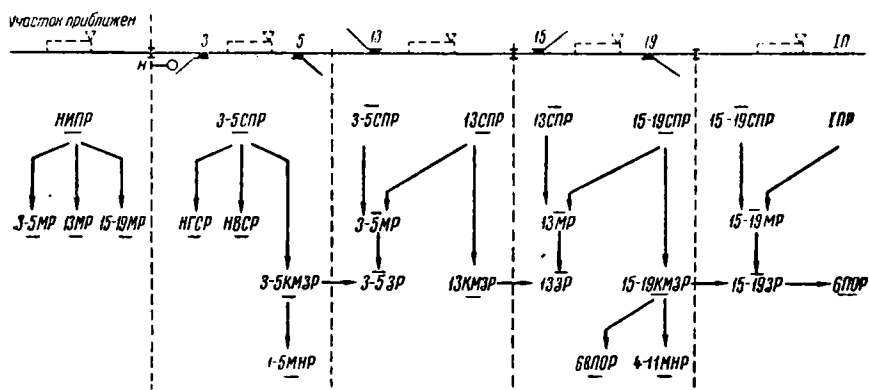 Участок приближен
3
5
13
15
19
IП
Н
НИПР
3-5СПР
3-5СПР
13СПР
13СПР
15-19СПР
15-19СПР
IПР
3-5МР
13МР
15-19МР
НГСР
НВСР
3-5МР
13МР
15-19МР
3-5КМЗР
3-5ЗР
13КМЗР
13ЗР
15-19КМЗР
15-19ЗР
6ПОР
1-5МНР
6ВПОР
4-11МНР